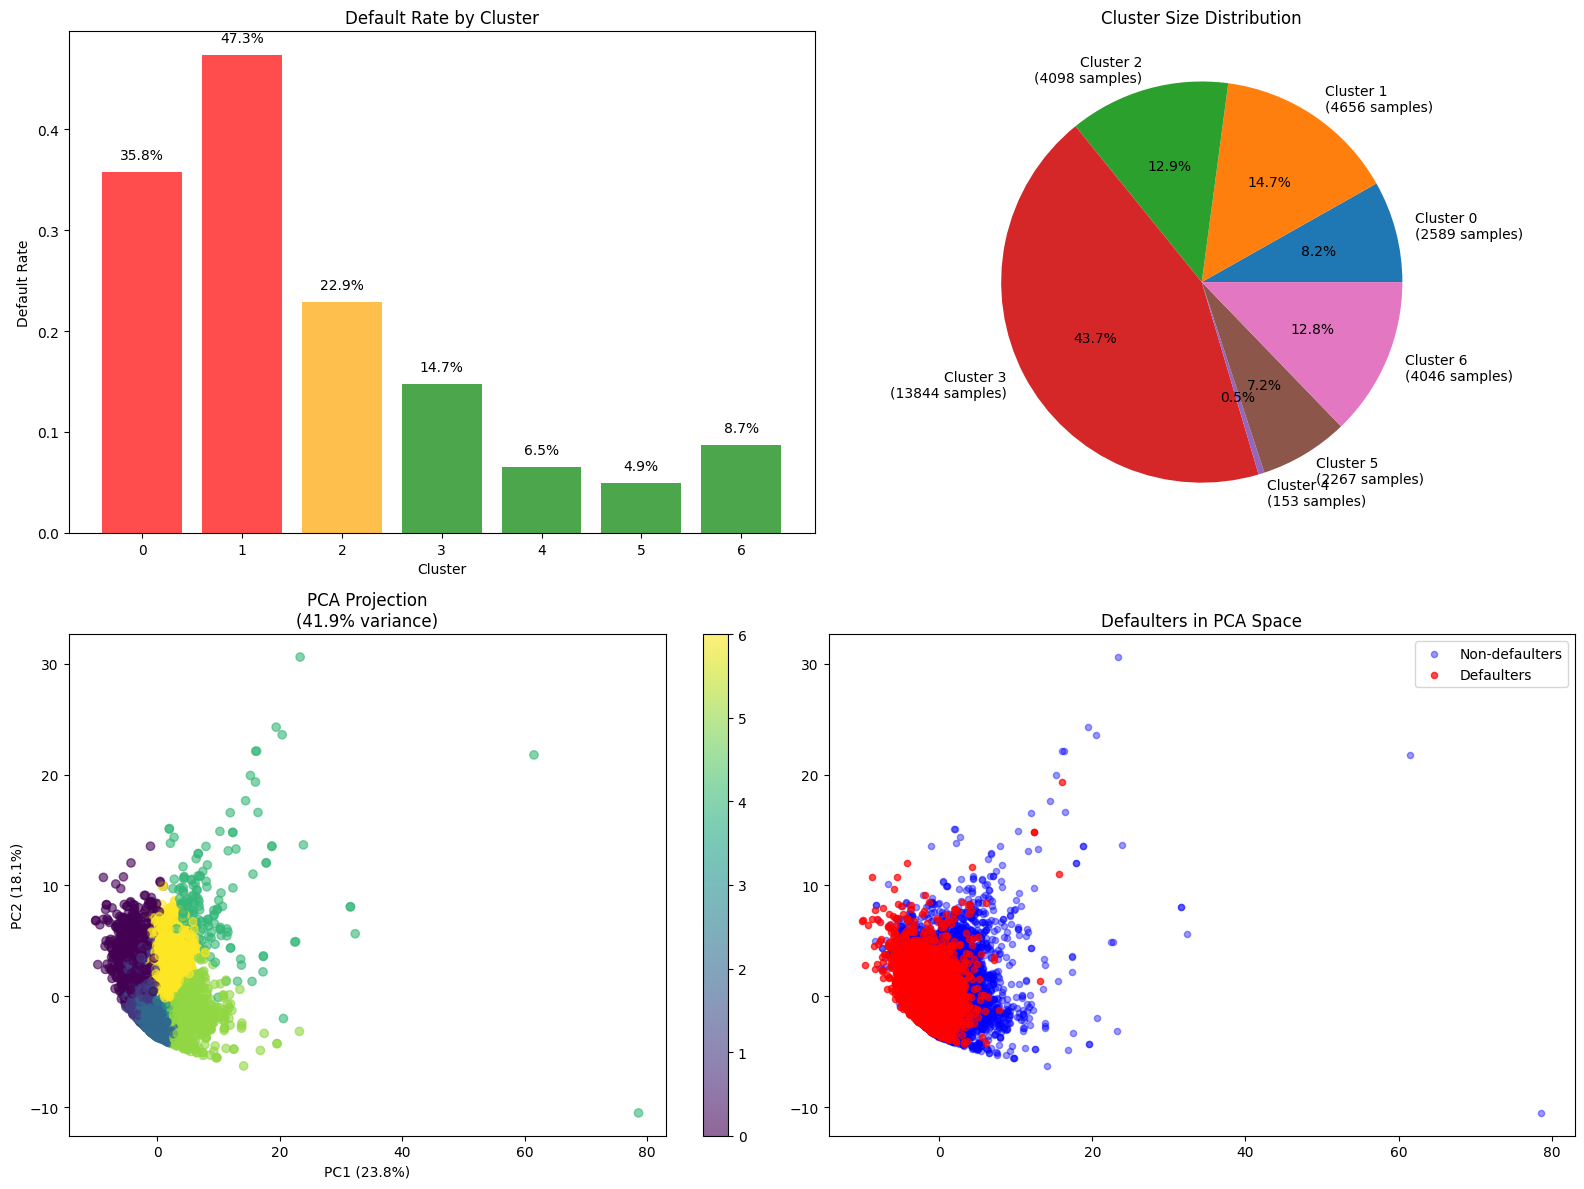 Default Rate by Cluster
47.3%
35.8%
22.9%
14.7%
6.5%
4.9%
8.7%
0.4
0.3
0.2
0.1
0.0
Default Rate
0
1
2
3
4
5
6
Cluster
Cluster Size Distribution
Cluster 2
(4098 samples)
Cluster 1
(4656 samples)
12.9%
14.7%
Cluster 0
(2589 samples)
8.2%
43.7%
12.8%
Cluster 3
(13844 samples)
Cluster 6
(4046 samples)
7.2%
0.5%
Cluster 5
(2267 samples)
Cluster 4
(153 samples)
PCA Projection
(41.9% variance)
30
20
10
0
−10
PC2 (18.1%)
0
20
40
60
80
PC1 (23.8%)
6
5
4
3
2
1
0
Defaulters in PCA Space
Non-defaulters
Defaulters
30
20
10
0
−10
0
20
40
60
80